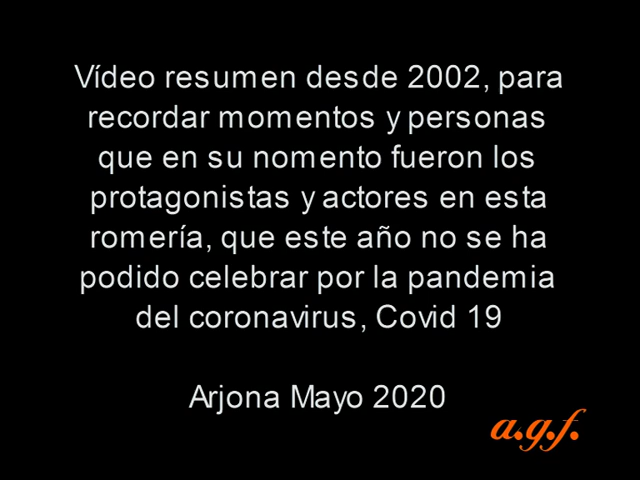 Vídeo resumen desde 2002, para
recordar momentos y personas
que en su nomento fueron los
protagonistas y actores en esta
romería, que este año no se ha
podido celebrar por la pandemia
del coronavirus, Covid 19
Arjona Mayo 2020
a.g.f.